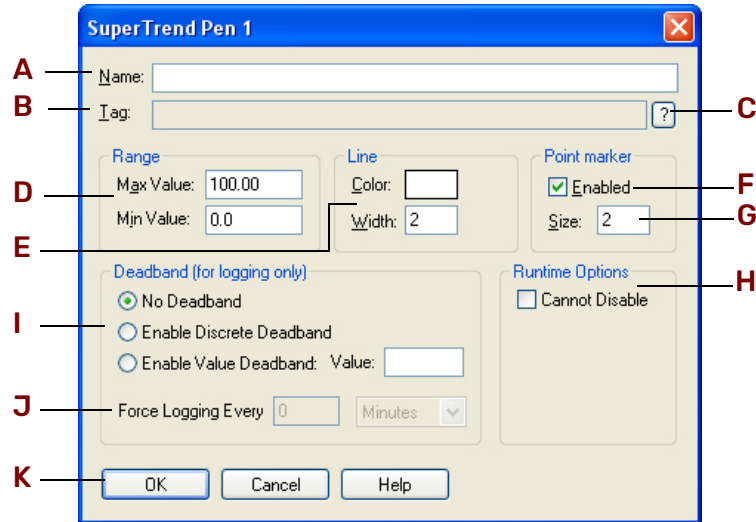 SuperTrend Pen 1
A
Name:
B
Tag:
?
C
Range
Line
Point marker
D
Max Value: 100.00
Color:
Enabled
F
Min Value: 0.0
Width: 2
Size: 2
G
E
Deadband (for logging only)
Runtime Options
H
No Deadband
Cannot Disable
I
Enable Discrete Deadband
Enable Value Deadband: Value:
J
Force Logging Every 0 Minutes
K
OK Cancel Help